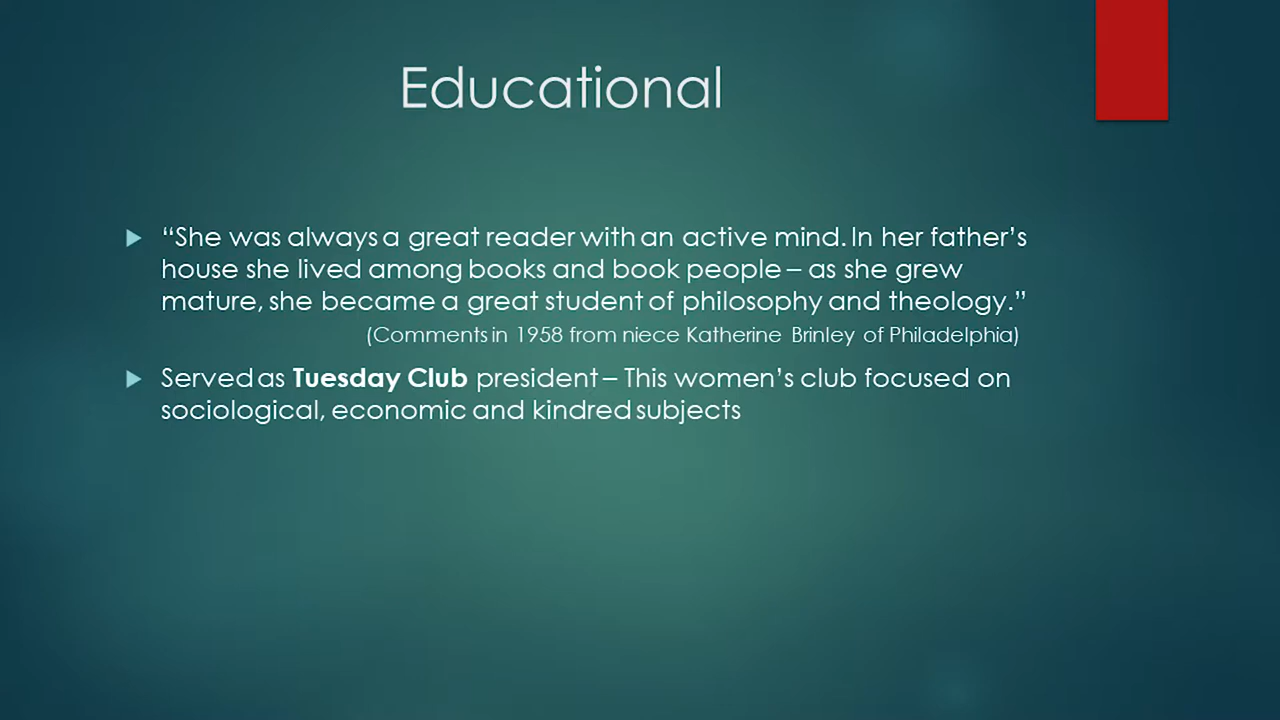 Educational
“She was always a great reader with an active mind. In her father’s
house she lived among books and book people – as she grew
mature, she became a great student of philosophy and theology.”
(Comments in 1958 from niece Katherine Brinley of Philadelphia)
Served as Tuesday Club president – This women’s club focused on
sociological, economic and kindred subjects